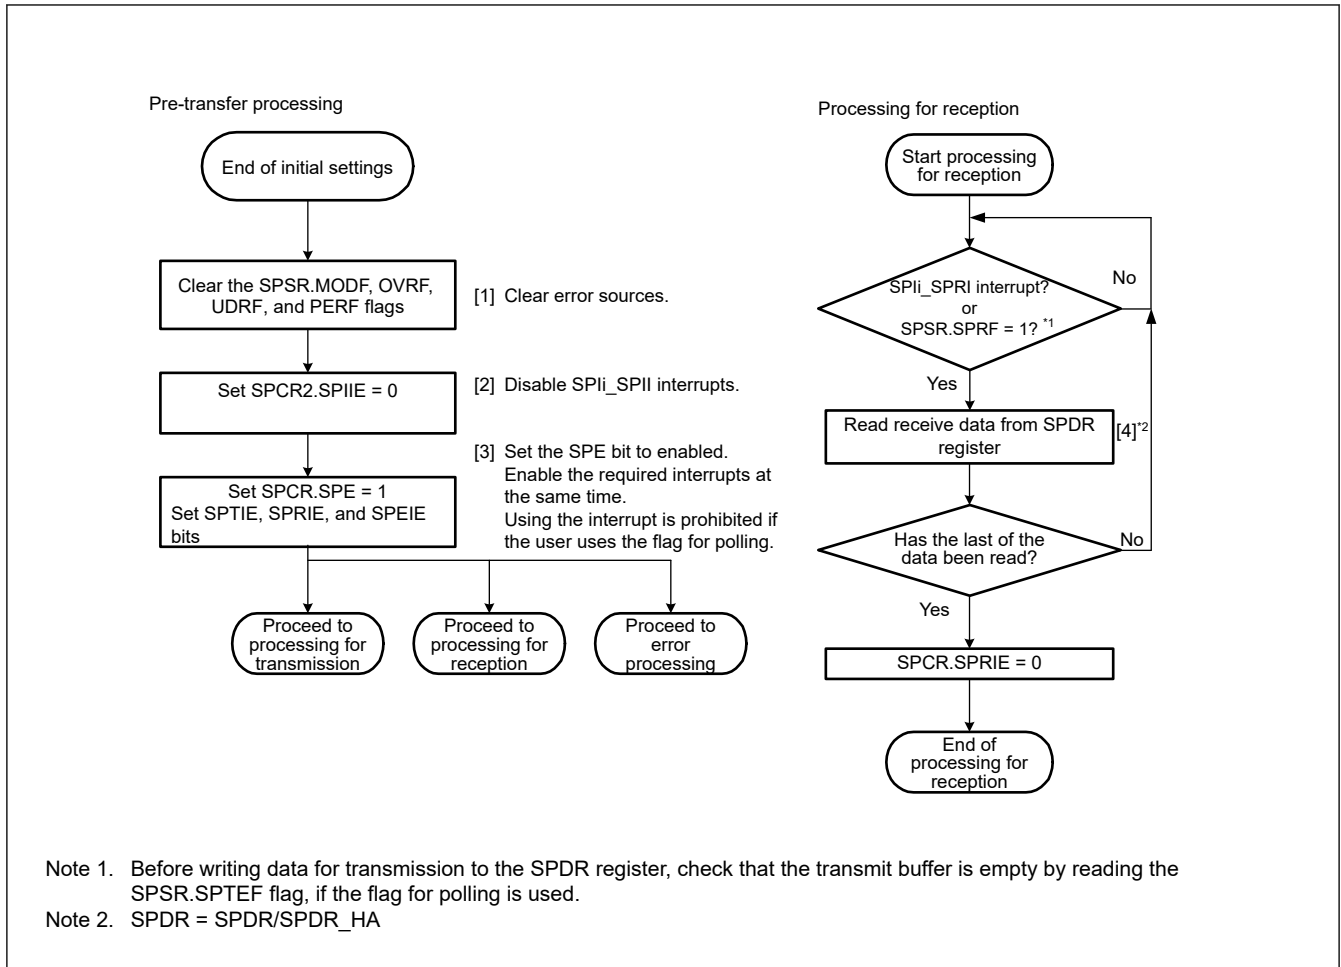 Pre-transfer processing
End of initial settings
Clear the SPSR.MODF, OVRF,
UDRF, and PERF flags
[1] Clear error sources.
Set SPCR2.SPIIE = 0
[2] Disable SPIi_SPII interrupts.
Set SPCR.SPE = 1
Set SPTIE, SPRIE, and SPEIE
bits
[3] Set the SPE bit to enabled.
Enable the required interrupts at
the same time.
Using the interrupt is prohibited if
the user uses the flag for polling.
Proceed to
processing for
transmission
Proceed to
processing for
reception
Proceed to
error
processing
Processing for reception
Start processing
for reception
SPIi_SPRI interrupt?
or
SPSR.SPRF = 1? *1
No
Yes
Read receive data from SPDR
register
[4]*2
Has the last of the
data been read?
No
Yes
SPCR.SPRIE = 0
End of
processing for
reception
Note 1. Before writing data for transmission to the SPDR register, check that the transmit buffer is empty by reading the
SPSR.SPTEF flag, if the flag for polling is used.
Note 2. SPDR = SPDR/SPDR_HA